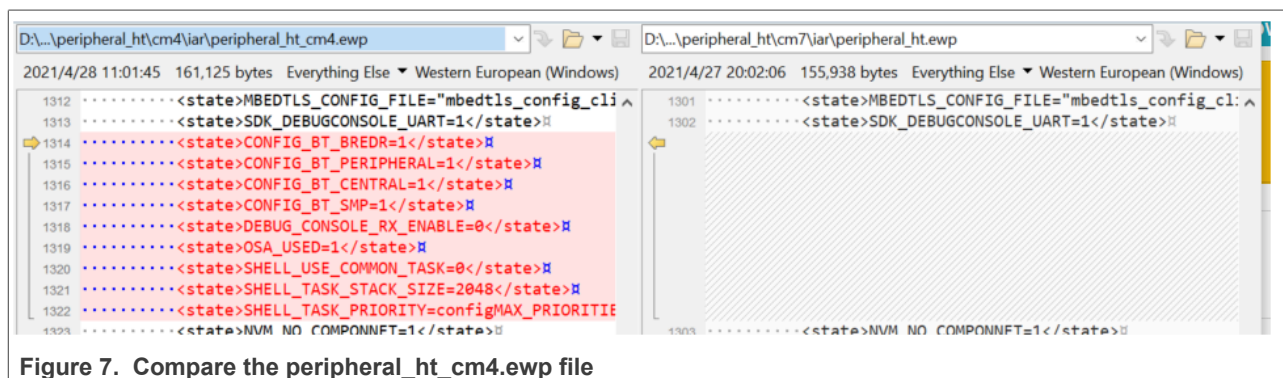 D:\...\peripheral_ht\cm4\iar\peripheral_ht_cm4.ewp
2021/4/28 11:01:45 161,125 bytes Everything Else Western European (Windows)
1312 <state>MBEDTLS_CONFIG_FILE="mbedtls_config_cli
1313 <state>SDK_DEBUGCONSOLE_UART=1</state>
1314 <state>CONFIG_BT_BREDR=1</state>
1315 <state>CONFIG_BT_PERIPHERAL=1</state>
1316 <state>CONFIG_BT_CENTRAL=1</state>
1317 <state>CONFIG_BT_SMP=1</state>
1318 <state>DEBUG_CONSOLE_RX_ENABLE=0</state>
1319 <state>OSA_USED=1</state>
1320 <state>SHELL_USE_COMMON_TASK=0</state>
1321 <state>SHELL_TASK_STACK_SIZE=2048</state>
1322 <state>SHELL_TASK_PRIORITY=configMAX_PRIORITIE
1323 <state>NVM_NO_COMPONNET=1</state>
D:\...\peripheral_ht\cm7\iar\peripheral_ht.ewp
2021/4/27 20:02:06 155,938 bytes Everything Else Western European (Windows)
1301 <state>MBEDTLS_CONFIG_FILE="mbedtls_config_cl:
1302 <state>SDK_DEBUGCONSOLE_UART=1</state>
1303 <state>NVM_NO_COMPONNET=1</state>
Figure 7. Compare the peripheral_ht_cm4.ewp file